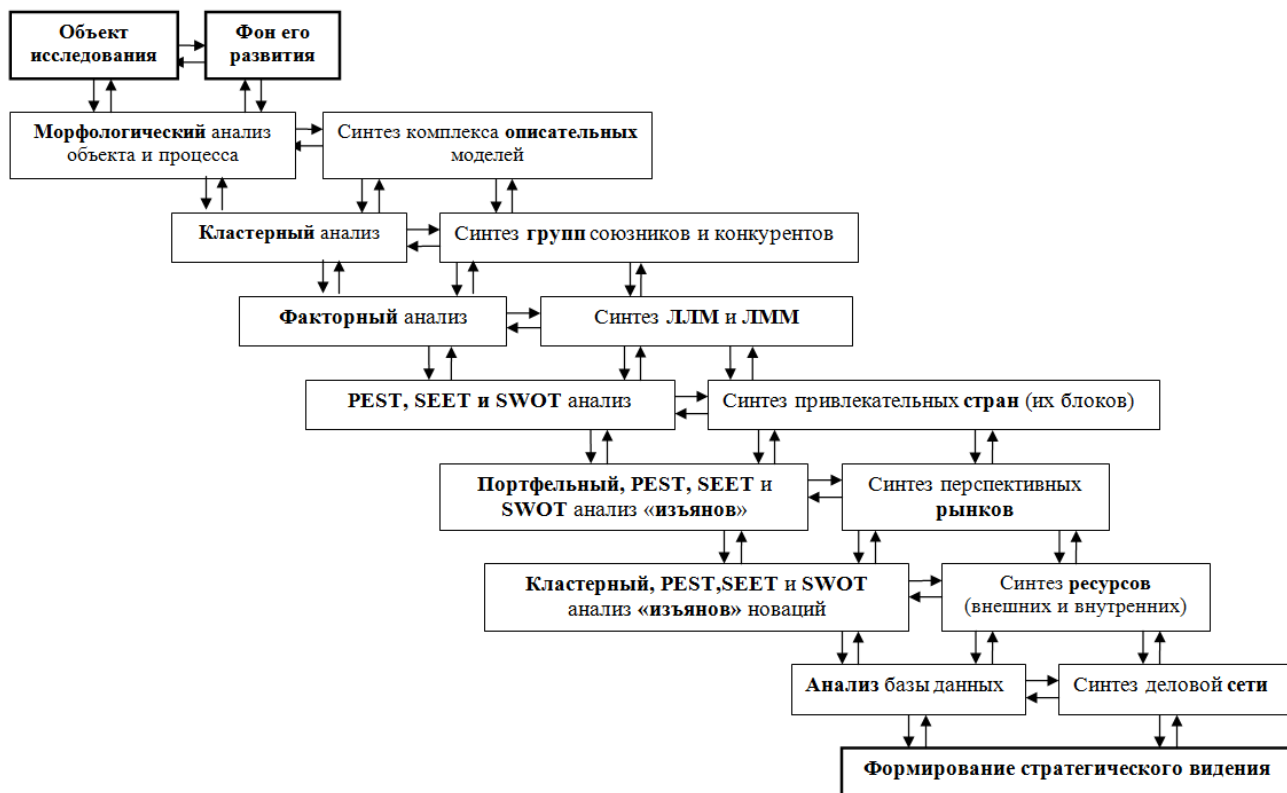 Объект
исследования
Фон его
развития
Морфологический анализ
объекта и процесса
Синтез комплекса описательных
моделей
Кластерный анализ
Синтез групп союзников и конкурентов
Факторный анализ
Синтез ЛЛМ и ЛММ
PEST, SEET и SWOT анализ
Синтез привлекательных стран (их блоков)
Портфельный, PEST, SEET и
SWOT анализ «изъянов»
Синтез перспективных
рынков
Кластерный, PEST,SEET и SWOT
анализ «изъянов» новаций
Синтез ресурсов
(внешних и внутренних)
Анализ базы данных
Синтез деловой сети
Формирование стратегического видения